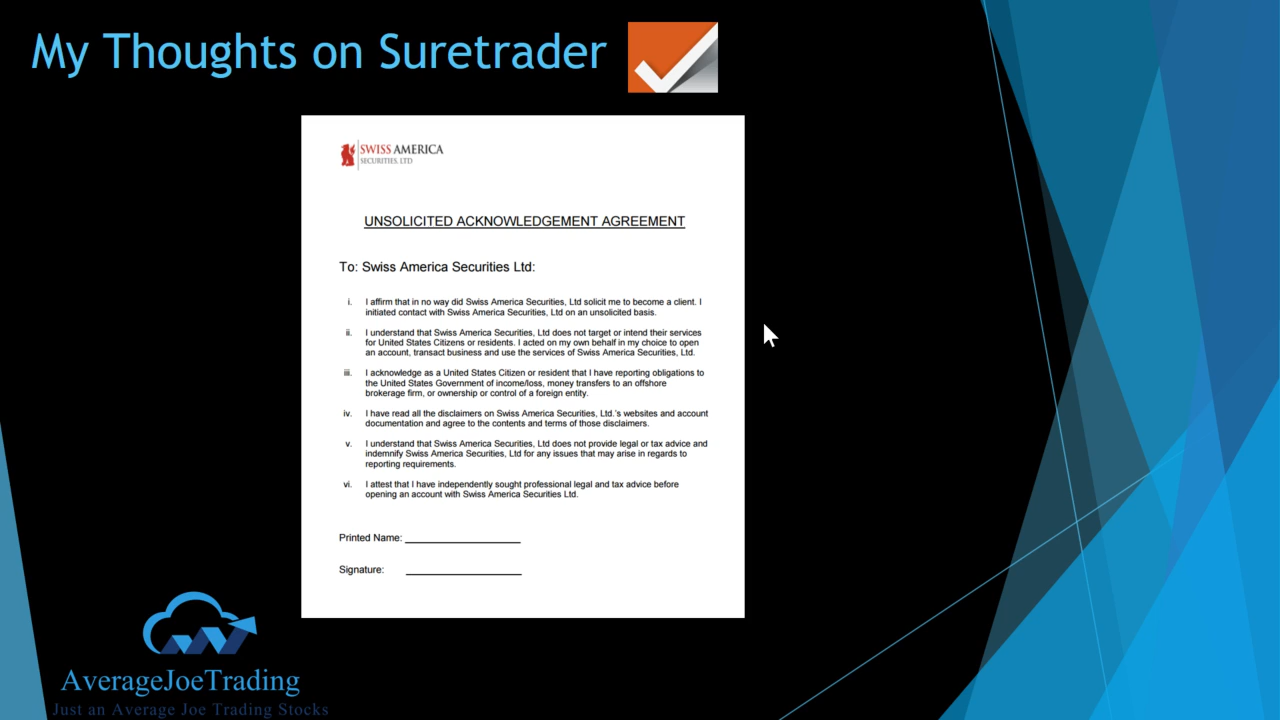 My Thoughts on Suretrader
SWISS AMERICA
SECURITIES, LTD
UNSOLICITED ACKNOWLEDGEMENT AGREEMENT
To: Swiss America Securities Ltd:
i. I affirm that in no way did Swiss America Securities, Ltd solicit me to become a client. I
initiated contact with Swiss America Securities, Ltd on an unsolicited basis.
ii. I understand that Swiss America Securities, Ltd does not target or intend their services
for United States Citizens or residents. I acted on my own behalf in my choice to open
an account, transact business and use the services of Swiss America Securities, Ltd.
iii. I acknowledge as a United States Citizen or resident that I have reporting obligations to
the United States Government of income/loss, money transfers to an offshore
brokerage firm, or ownership or control of a foreign entity.
iv. I have read all the disclaimers on Swiss America Securities, Ltd.'s websites and account
documentation and agree to the contents and terms of those disclaimers.
v. I understand that Swiss America Securities, Ltd does not provide legal or tax advice and
indemnify Swiss America Securities, Ltd for any issues that may arise in regards to
reporting requirements.
vi. I attest that I have independently sought professional legal and tax advice before
opening an account with Swiss America Securities Ltd.
Printed Name:
Signature:
AverageJoeTrading
Just an Average Joe Trading Stocks